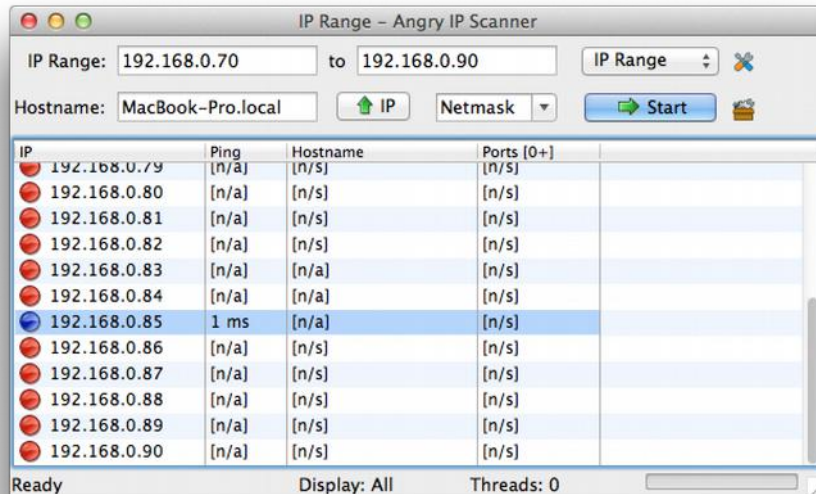 IP Range – Angry IP Scanner
IP Range: 192.168.0.70 to 192.168.0.90 IP Range
Hostname: MacBook-Pro.local IP Netmask Start
IP Ping Hostname Ports [0+]
192.168.0.79 [n/a] [n/s] [n/s]
192.168.0.80 [n/a] [n/s] [n/s]
192.168.0.81 [n/a] [n/s] [n/s]
192.168.0.82 [n/a] [n/s] [n/s]
192.168.0.83 [n/a] [n/a] [n/s]
192.168.0.84 [n/a] [n/s] [n/s]
192.168.0.85 1 ms [n/a] [n/s]
192.168.0.86 [n/a] [n/s] [n/s]
192.168.0.87 [n/a] [n/s] [n/s]
192.168.0.88 [n/a] [n/s] [n/s]
192.168.0.89 [n/a] [n/s] [n/s]
192.168.0.90 [n/a] [n/s] [n/s]
Ready Display: All Threads: 0